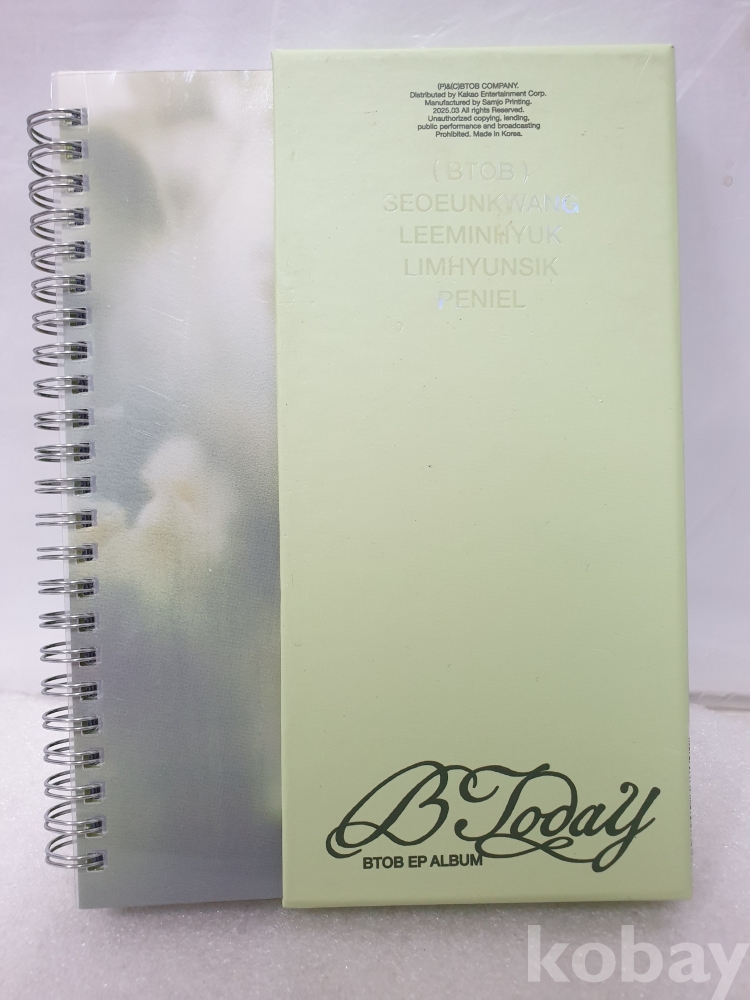 (P)&(C)BTOB COMPANY.
Distributed by Kakao Entertainment Corp.
Manufactured by Samjo Printing.
2025.03 All rights Reserved.
Unauthorized copying, lending,
public performance and broadcasting
Prohibited. Made in Korea.
(BTOB)
SEOEUNKWANG
LEEMINHYUK
LIMHYUNSIK
PENIEL
B Today
BTOB EP ALBUM
kobay